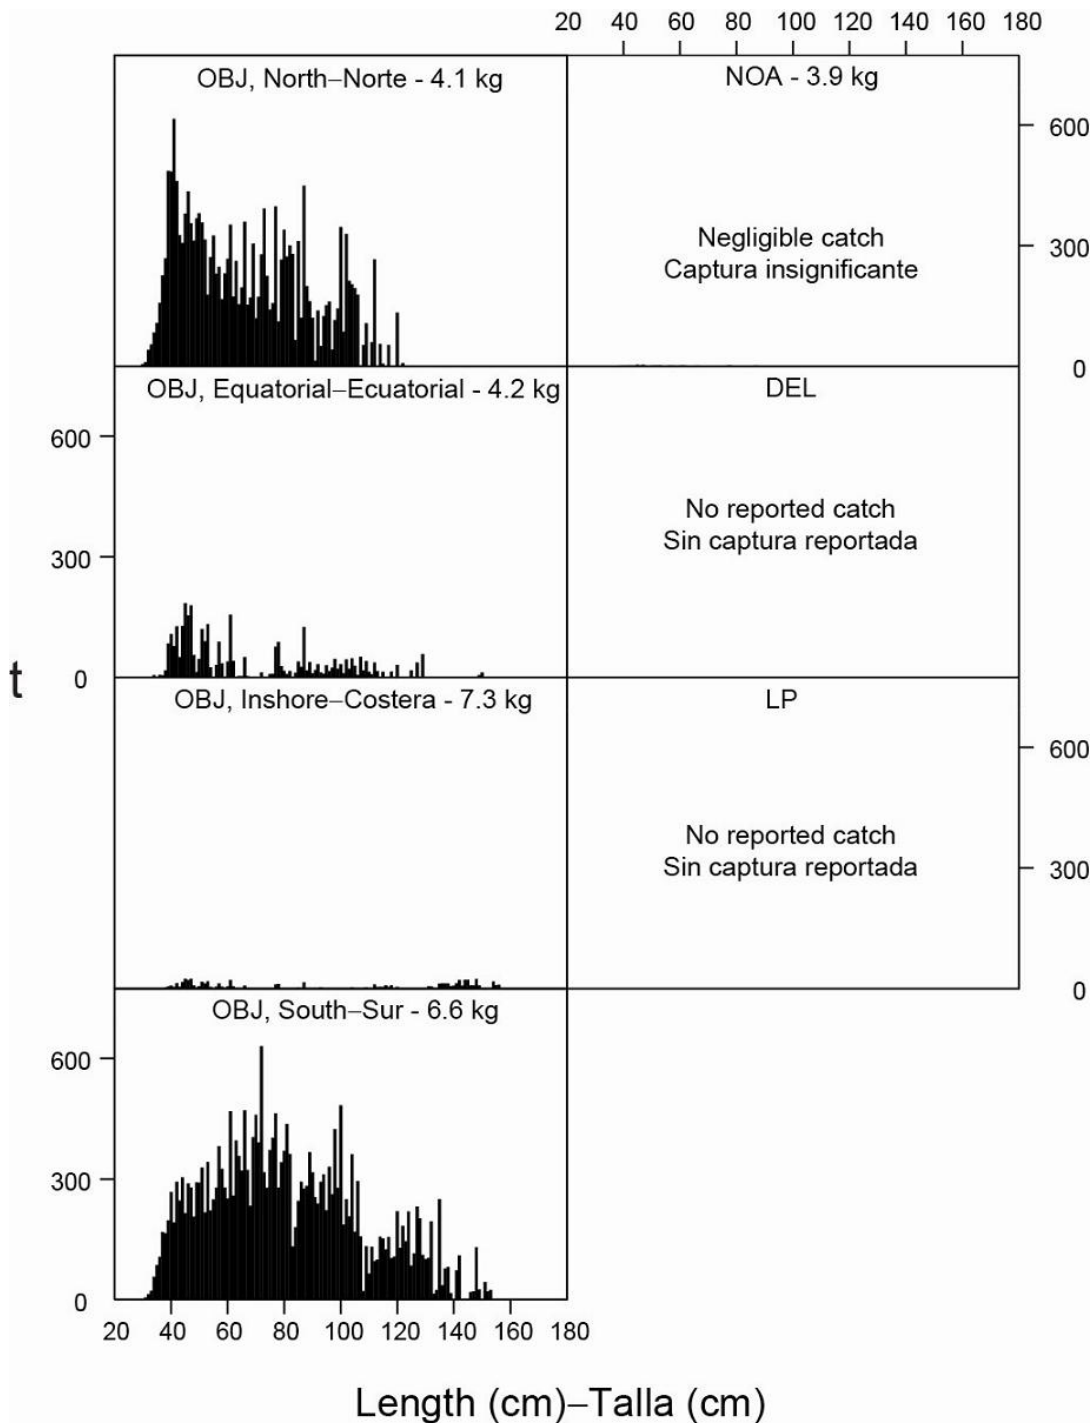 20 40 60 80 100 120 140 160 180
OBJ, North–Norte - 4.1 kg
NOA - 3.9 kg
600
Negligible catch
Captura insignificante
300
0
OBJ, Equatorial–Ecuatorial - 4.2 kg
DEL
600
No reported catch
Sin captura reportada
300
t
0
OBJ, Inshore–Costera - 7.3 kg
LP
600
No reported catch
Sin captura reportada
300
0
OBJ, South–Sur - 6.6 kg
600
300
0
20 40 60 80 100 120 140 160 180
Length (cm)–Talla (cm)